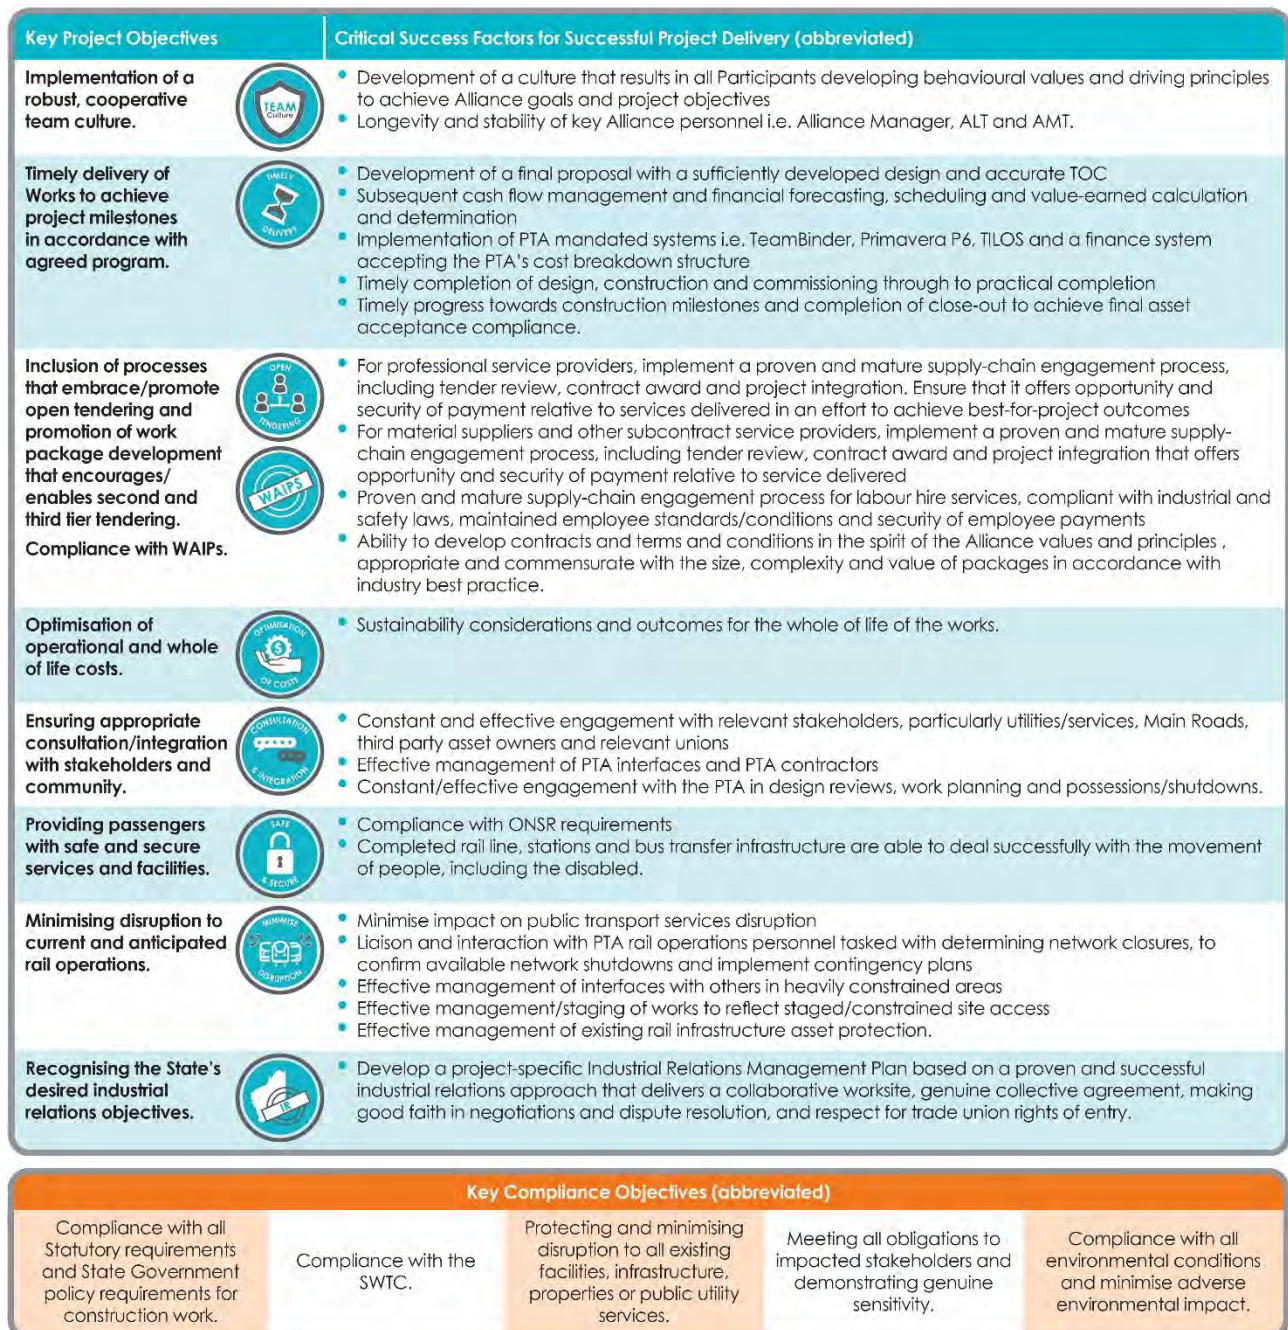 Key Project Objectives
Critical Success Factors for Successful Project Delivery (abbreviated)
Implementation of a
robust, cooperative
team culture.
TEAM
Culture
• Development of a culture that results in all Participants developing behavioural values and driving principles
to achieve Alliance goals and project objectives
• Longevity and stability of key Alliance personnel i.e. Alliance Manager, ALT and AMT.
Timely delivery of
Works to achieve
project milestones
in accordance with
agreed program.
TIMELY
DELIVERY
• Development of a final proposal with a sufficiently developed design and accurate TOC
• Subsequent cash flow management and financial forecasting, scheduling and value-earned calculation
and determination
• Implementation of PTA mandated systems i.e. TeamBinder, Primavera P6, TILOS and a finance system
accepting the PTA's cost breakdown structure
• Timely completion of design, construction and commissioning through to practical completion
• Timely progress towards construction milestones and completion of close-out to achieve final asset
acceptance compliance.
Inclusion of processes
that embrace/promote
open tendering and
promotion of work
package development
that encourages/
enables second and
third tier tendering.
Compliance with WAIPs.
OPEN
TENDERING
WAIPS
• For professional service providers, implement a proven and mature supply-chain engagement process,
including tender review, contract award and project integration. Ensure that it offers opportunity and
security of payment relative to services delivered in an effort to achieve best-for-project outcomes
• For material suppliers and other subcontract service providers, implement a proven and mature supply-
chain engagement process, including tender review, contract award and project integration that offers
opportunity and security of payment relative to service delivered
• Proven and mature supply-chain engagement process for labour hire services, compliant with industrial and
safety laws, maintained employee standards/conditions and security of employee payments
• Ability to develop contracts and terms and conditions in the spirit of the Alliance values and principles ,
appropriate and commensurate with the size, complexity and value of packages in accordance with
industry best practice.
Optimisation of
operational and whole
of life costs.
OPTIMISATION
$
OF COSTS
• Sustainability considerations and outcomes for the whole of life of the works.
Ensuring appropriate
consultation/integration
with stakeholders and
community.
CONSULTATION
& INTEGRATION
• Constant and effective engagement with relevant stakeholders, particularly utilities/services, Main Roads,
third party asset owners and relevant unions
• Effective management of PTA interfaces and PTA contractors
• Constant/effective engagement with the PTA in design reviews, work planning and possessions/shutdowns.
Providing passengers
with safe and secure
services and facilities.
SAFE
& SECURE
• Compliance with ONSR requirements
• Completed rail line, stations and bus transfer infrastructure are able to deal successfully with the movement
of people, including the disabled.
Minimising disruption to
current and anticipated
rail operations.
MINIMISE
DISRUPTION
• Minimise impact on public transport services disruption
• Liaison and interaction with PTA rail operations personnel tasked with determining network closures, to
confirm available network shutdowns and implement contingency plans
• Effective management of interfaces with others in heavily constrained areas
• Effective management/staging of works to reflect staged/constrained site access
• Effective management of existing rail infrastructure asset protection.
Recognising the State's
desired industrial
relations objectives.
IR
• Develop a project-specific Industrial Relations Management Plan based on a proven and successful
industrial relations approach that delivers a collaborative worksite, genuine collective agreement, making
good faith in negotiations and dispute resolution, and respect for trade union rights of entry.
Key Compliance Objectives (abbreviated)
Compliance with all
Statutory requirements
and State Government
policy requirements for
construction work.
Compliance with the
SWTC.
Protecting and minimising
disruption to all existing
facilities, infrastructure,
properties or public utility
services.
Meeting all obligations to
impacted stakeholders and
demonstrating genuine
sensitivity.
Compliance with all
environmental conditions
and minimise adverse
environmental impact.